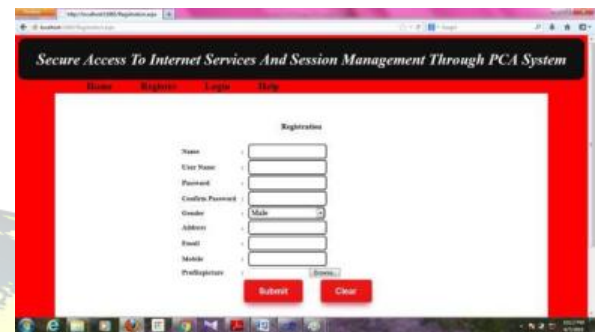 Secure Access To Internet Services And Session Management Through PCA System
Home Register Login Help
Registration
Name :
User Name :
Password :
Confirm Password :
Gender : Male
Address :
Email :
Mobile :
Profilepicture : Browse...
Submit Clear